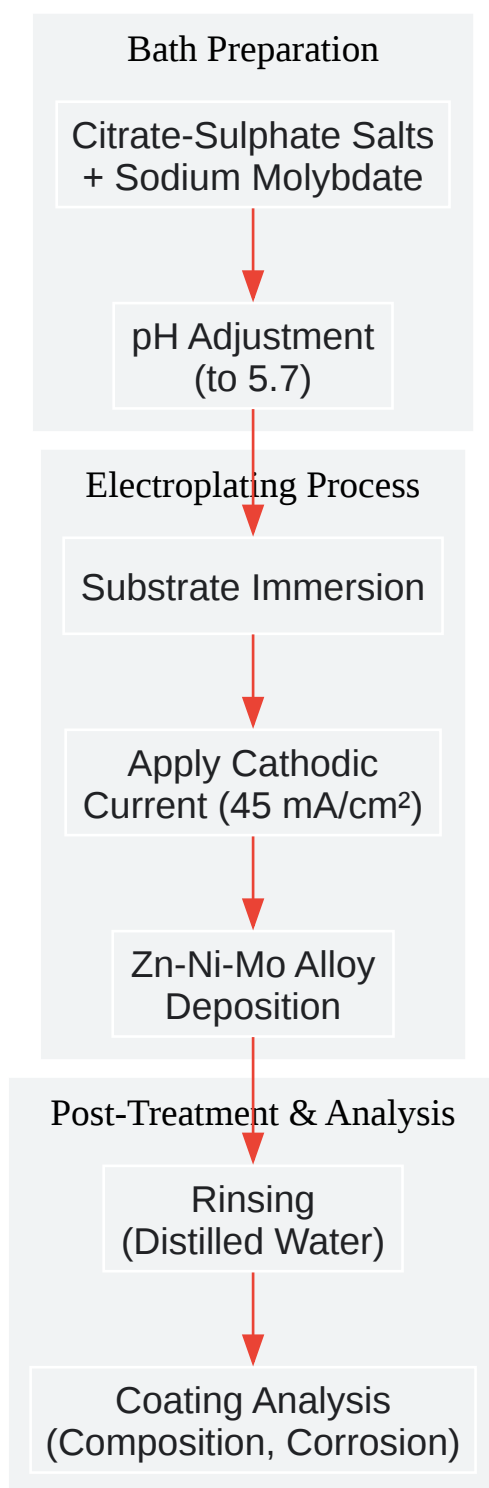 Bath Preparation
Citrate-Sulphate Salts
+ Sodium Molybdate
pH Adjustment
(to 5.7)
Electroplating Process
Substrate Immersion
Apply Cathodic
Current (45 mA/cm²)
Zn-Ni-Mo Alloy
Deposition
Post-Treatment & Analysis
Rinsing
(Distilled Water)
Coating Analysis
(Composition, Corrosion)